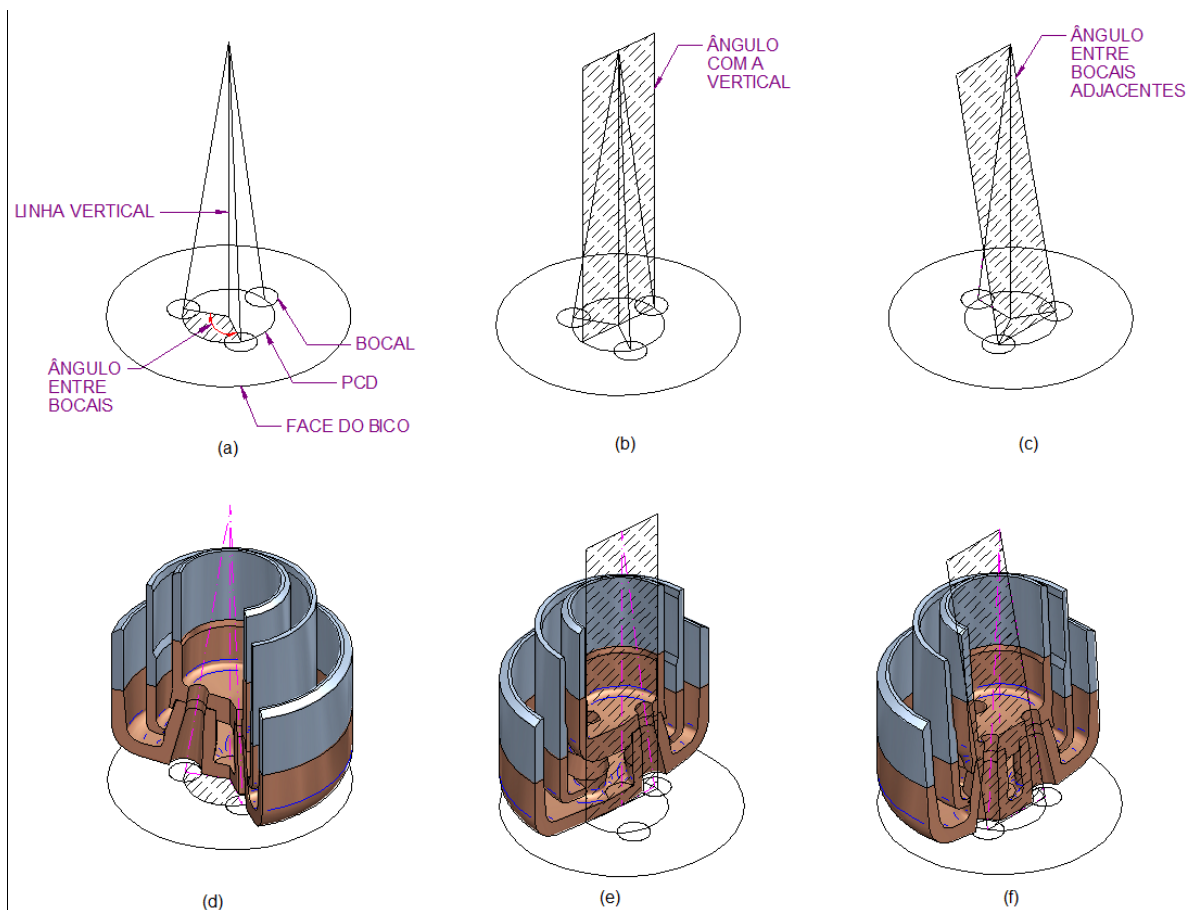 ÂNGULO
COM A
VERTICAL
ÂNGULO
ENTRE
BOCAIS
ADJACENTES
LINHA VERTICAL
BOCAL
ÂNGULO
ENTRE
BOCAIS
PCD
FACE DO BICO
(a)
(b)
(c)
(d)
(e)
(f)